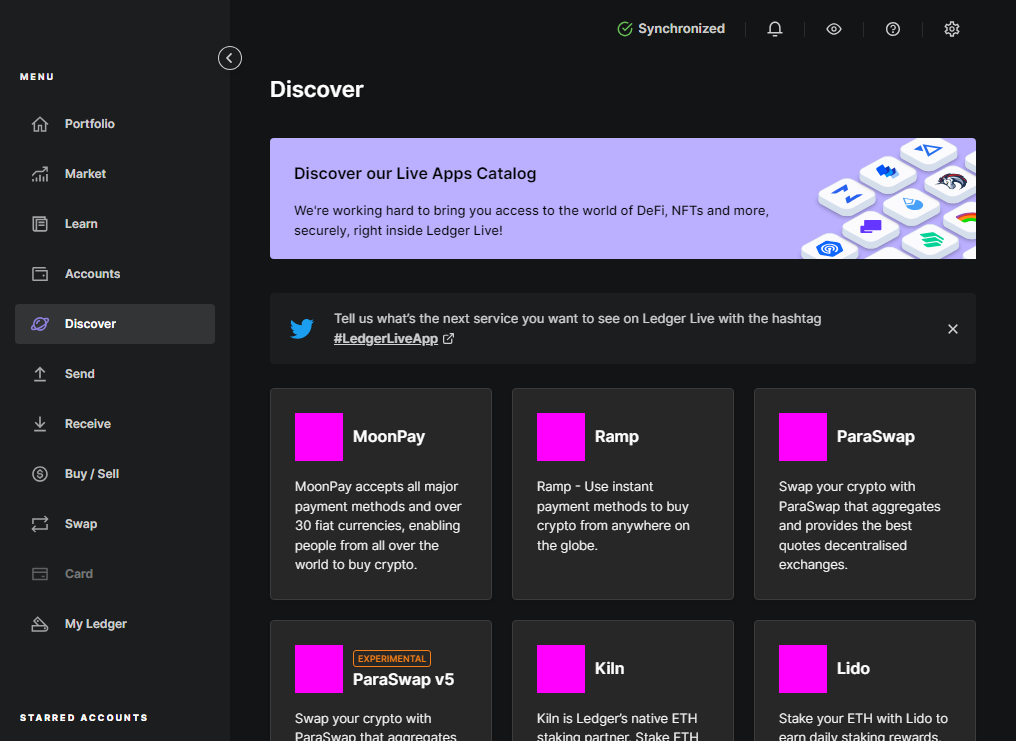 Synchronized
MENU
Portfolio
Market
Learn
Accounts
Discover
Send
Receive
Buy / Sell
Swap
Card
My Ledger
STARRED ACCOUNTS
Discover
Discover our Live Apps Catalog
We're working hard to bring you access to the world of DeFi, NFTs and more,
securely, right inside Ledger Live!
Tell us what's the next service you want to see on Ledger Live with the hashtag
#LedgerLiveApp
MoonPay
MoonPay accepts all major
payment methods and over
30 fiat currencies, enabling
people from all over the
world to buy crypto.
Ramp
Ramp - Use instant
payment methods to buy
crypto from anywhere on
the globe.
ParaSwap
Swap your crypto with
ParaSwap that aggregates
and provides the best
quotes decentralised
exchanges.
EXPERIMENTAL
ParaSwap v5
Swap your crypto with
ParaSwap that aggregates
Kiln
Kiln is Ledger's native ETH
staking partner. Stake ETH
Lido
Stake your ETH with Lido to
earn daily staking rewards.